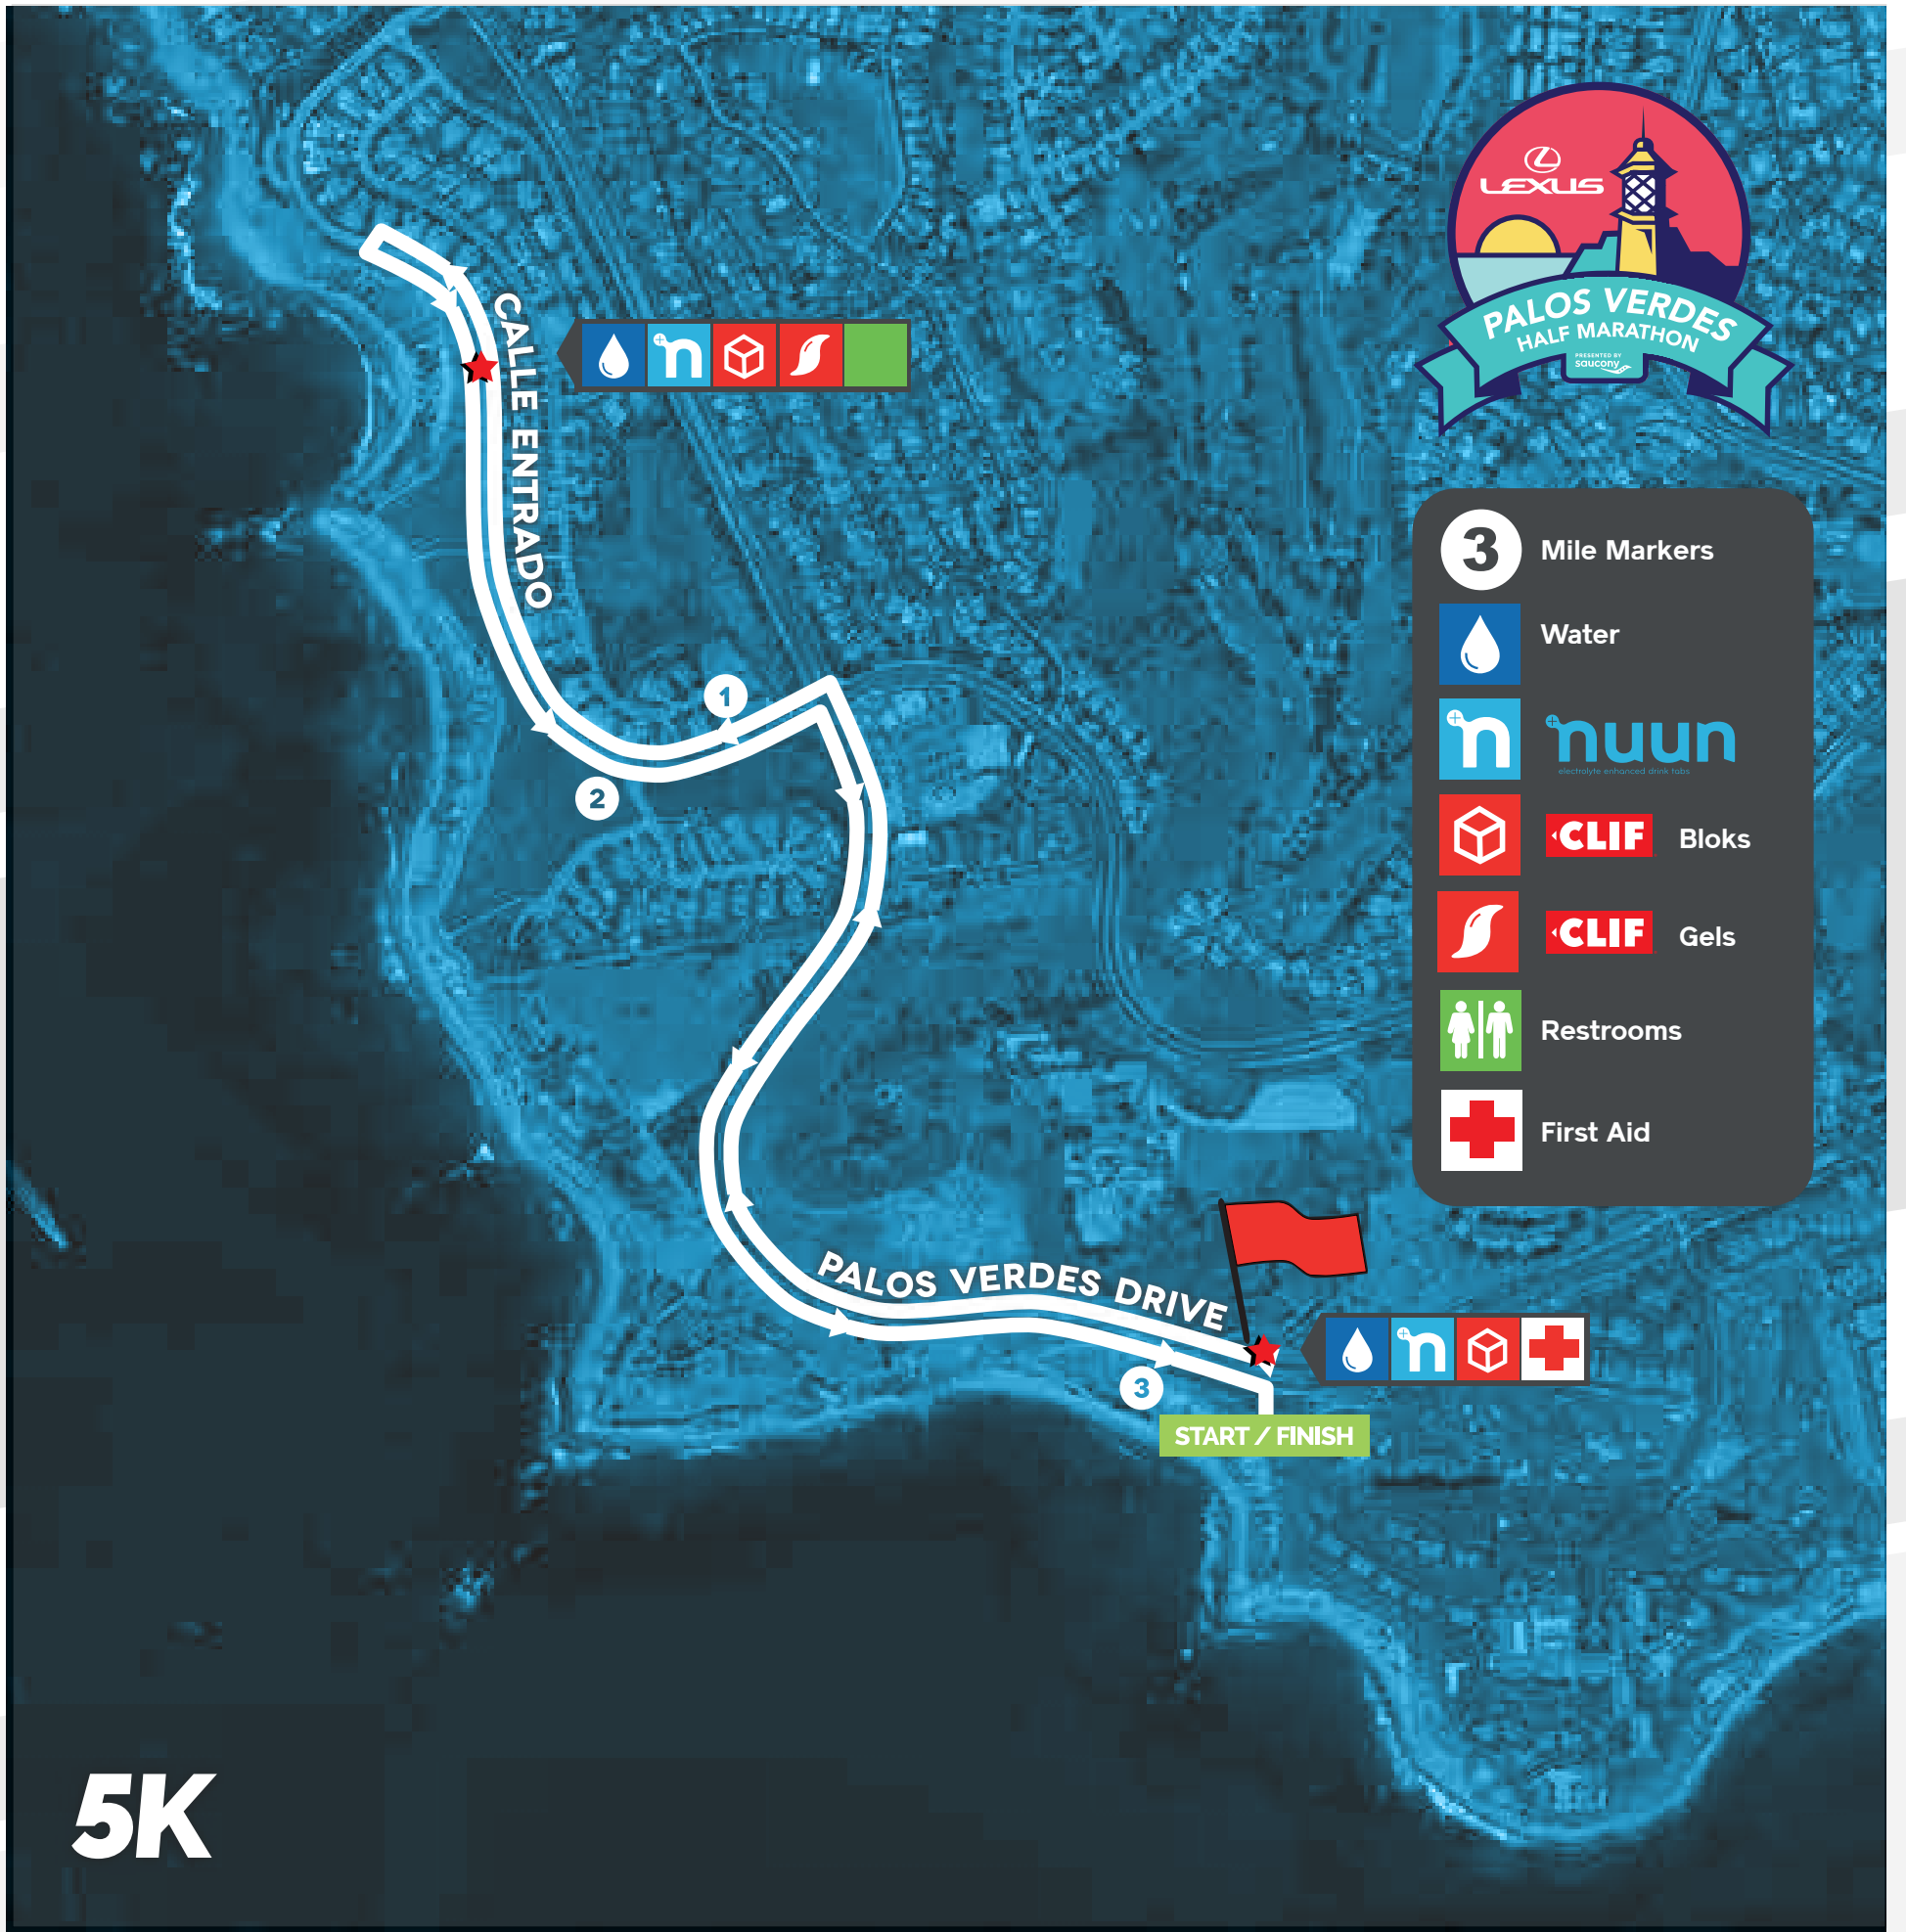 LEXUS
PALOS VERDES
HALF MARATHON
PRESENTED BY
saucony
CALLE ENTRADO
n
3 Mile Markers
Water
1
n nuun
electrolyte enhanced drink tabs
2
CLIF Bloks
CLIF Gels
Restrooms
First Aid
PALOS VERDES DRIVE
n
3
START / FINISH
5K